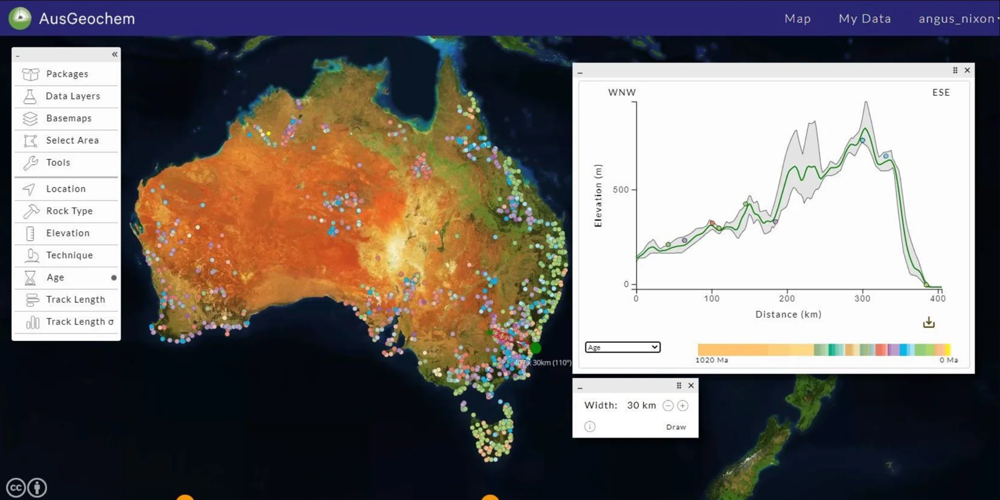 AusGeochem
Map
My Data
angus_nixon
Packages
Data Layers
Basemaps
Select Area
Tools
Location
Rock Type
Elevation
Technique
Age
Track Length
Track Length σ
407 x 30km (110°)
WNW
ESE
Elevation (m)
500
0
0
100
200
300
400
Distance (km)
Age
1020 Ma
0 Ma
Width: 30 km
Draw
cc